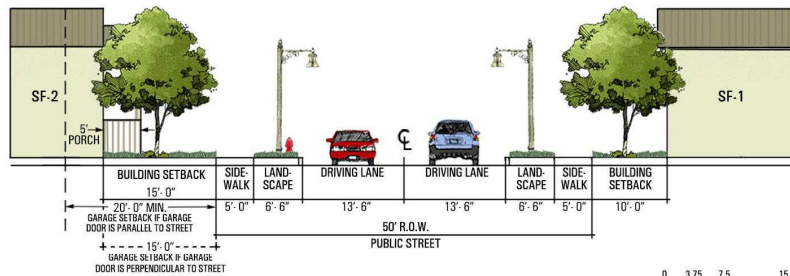 SF-2
SF-1
5'
PORCH
℄
BUILDING SETBACK
SIDE-
WALK
LAND-
SCAPE
DRIVING LANE
DRIVING LANE
LAND-
SCAPE
SIDE-
WALK
BUILDING
SETBACK
15'- 0"
5'- 0"
6'- 6"
13'- 6"
13'- 6"
6'- 6"
5'- 0"
10'- 0"
20'- 0" MIN.
GARAGE SETBACK IF GARAGE
DOOR IS PARALLEL TO STREET
50' R.O.W.
PUBLIC STREET
15'- 0"
GARAGE SETBACK IF GARAGE
DOOR IS PERPENDICULAR TO STREET
0 3.75 7.5 15